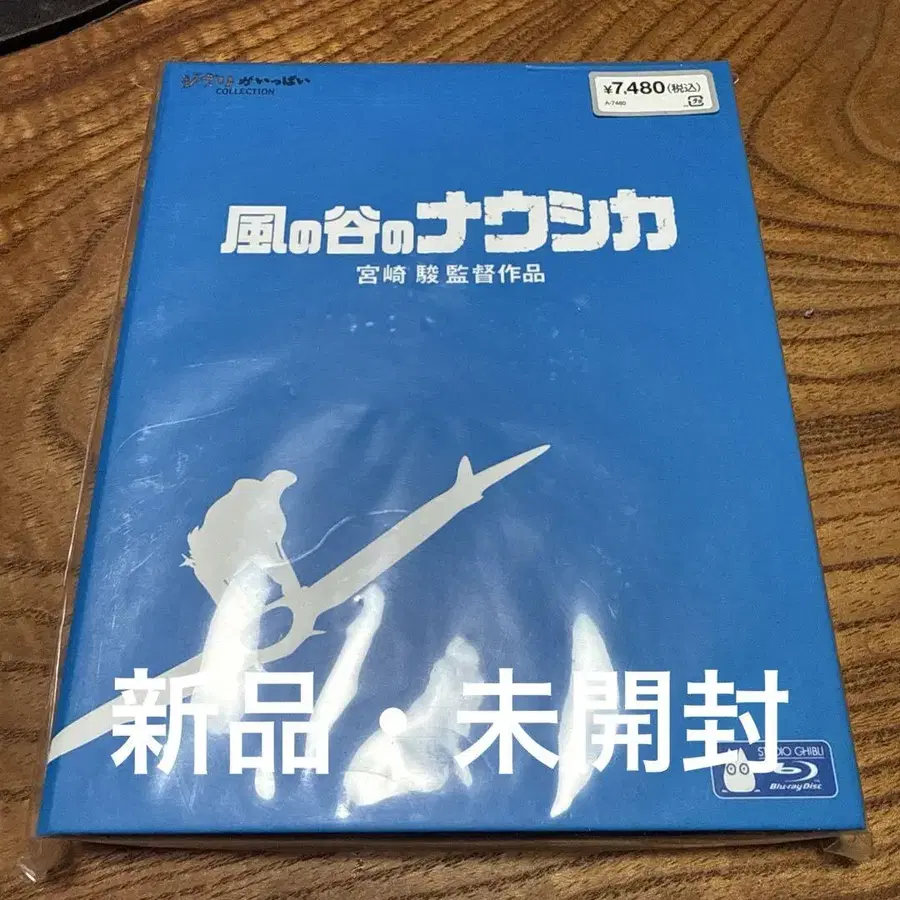 ジブリがいっぱい
COLLECTION
¥7,480(税込)
A-7480
風の谷のナウシカ
宮崎 駿 監督作品
新品・未開封
STUDIO GHIBLI
Blu-ray Disc